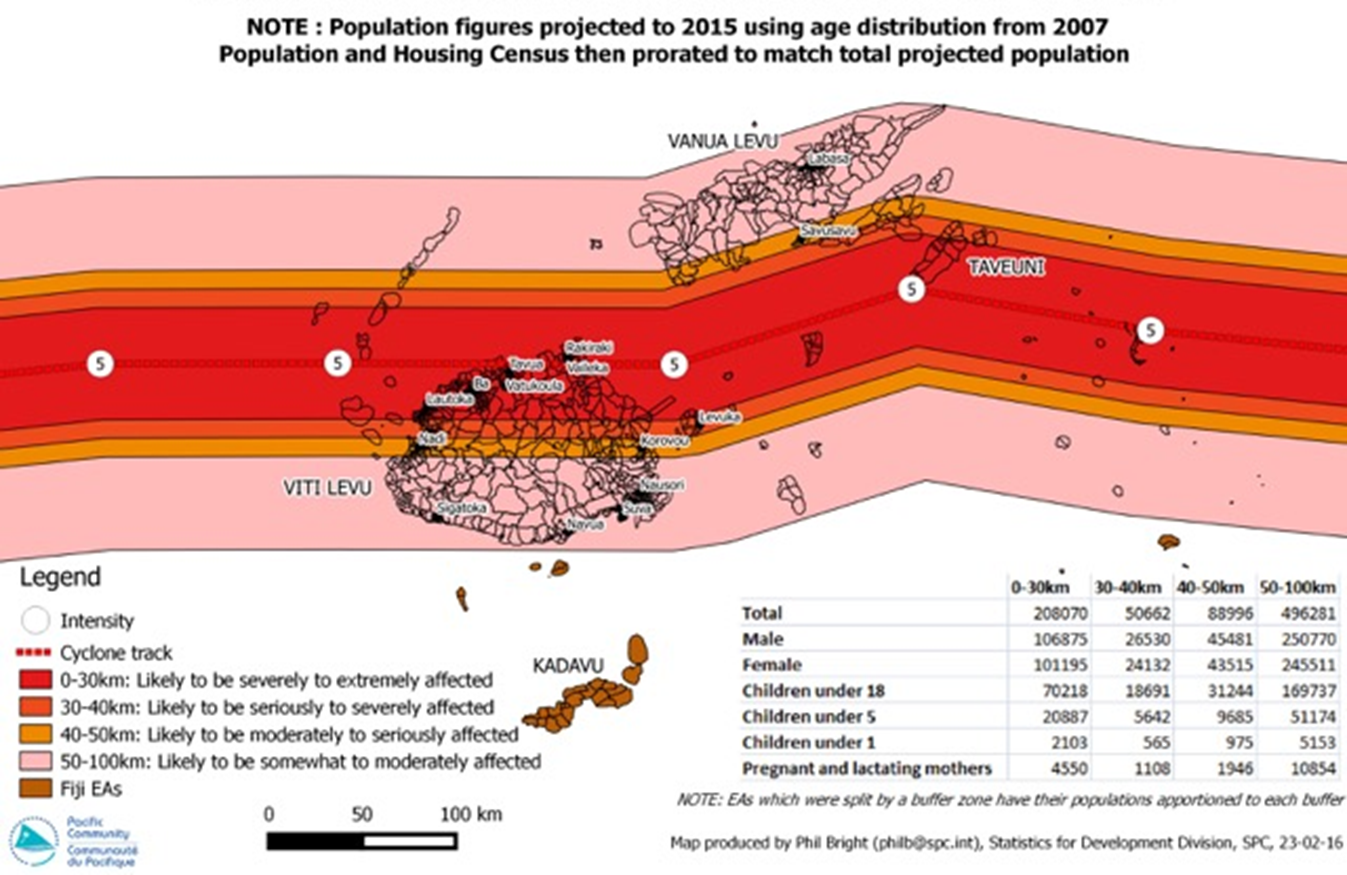 NOTE : Population figures projected to 2015 using age distribution from 2007
Population and Housing Census then prorated to match total projected population
VANUA LEVU
Labasa
Savusavu
TAVEUNI
5
5
5
5
5
Rakiraki
Tavua
Vaileka
Ba
Vatukoula
Lautoka
Levuka
Nadi
Korovou
VITI LEVU
Nausori
Sigatoka
Suva
Navua
KADAVU
Legend
Intensity
Cyclone track
0-30km: Likely to be severely to extremely affected
30-40km: Likely to be seriously to severely affected
40-50km: Likely to be moderately to seriously affected
50-100km: Likely to be somewhat to moderately affected
Fiji EAs
0 50 100 km
Pacific
Community
Communauté
du Pacifique
0-30km 30-40km 40-50km 50-100km
Total 208070 50662 88996 496281
Male 106875 26530 45481 250770
Female 101195 24132 43515 245511
Children under 18 70218 18691 31244 169737
Children under 5 20887 5642 9685 51174
Children under 1 2103 565 975 5153
Pregnant and lactating mothers 4550 1108 1946 10854
NOTE: EAs which were split by a buffer zone have their populations apportioned to each buffer
Map produced by Phil Bright (philb@spc.int), Statistics for Development Division, SPC, 23-02-16